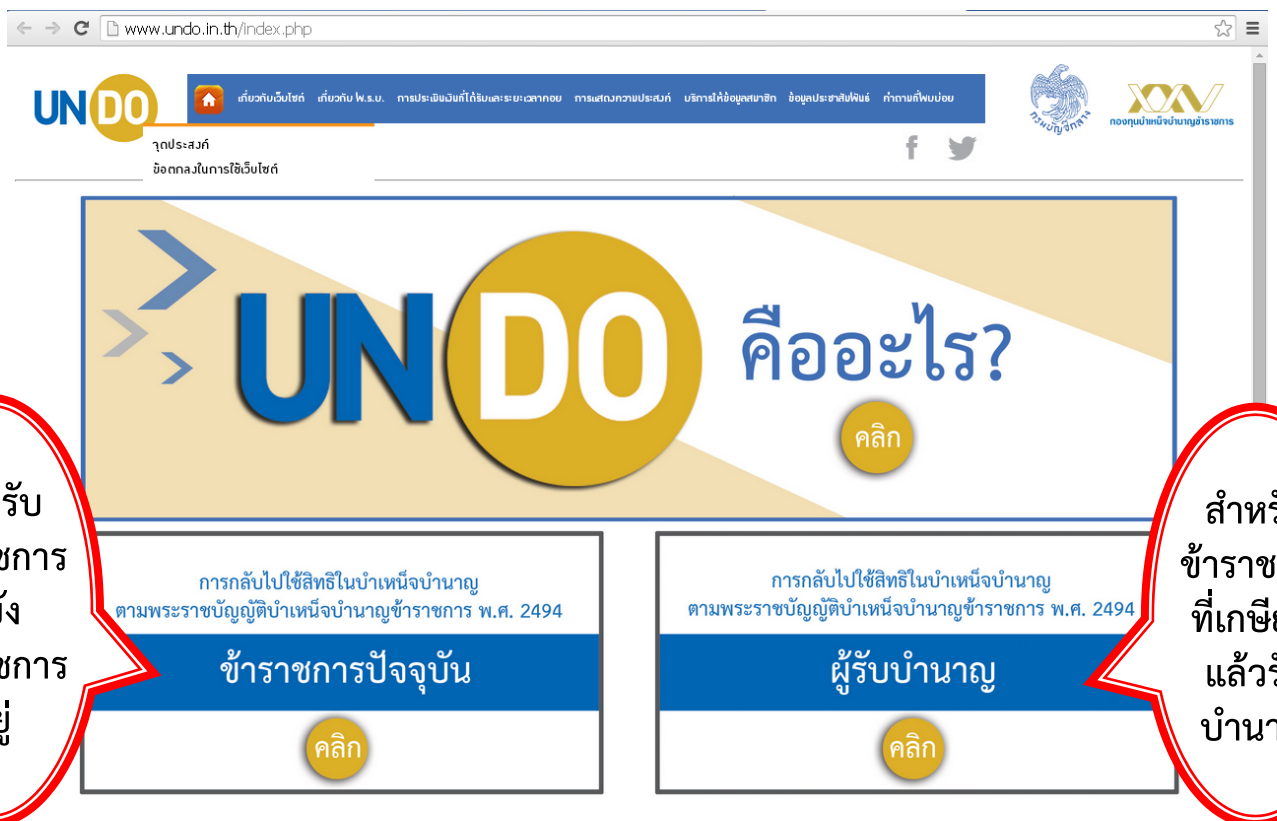 www.undo.in.th/index.php
UNDO
เกี่ยวกับเว็บไซต์ เกี่ยวกับ พ.ร.บ. การประเมินเงินที่ได้รับและระยะเวลากอย การแสดงความประสงค์ บริการให้ข้อมูลสมาชิก ข้อมูลประชาสัมพันธ์ คำถามที่พบบ่อย
กรมบัญชีกลาง
กองทุนบำเหน็จบำนาญข้าราชการ
จุดประสงค์
ข้อตกลงในการใช้เว็บไซต์
UNDO คืออะไร?
คลิก
รับ
ชการ
ยัง
ชการ
ยู่
การกลับไปใช้สิทธิในบำเหน็จบำนาญ
ตามพระราชบัญญัติบำเหน็จบำนาญข้าราชการ พ.ศ. 2494
ข้าราชการปัจจุบัน
คลิก
การกลับไปใช้สิทธิในบำเหน็จบำนาญ
ตามพระราชบัญญัติบำเหน็จบำนาญข้าราชการ พ.ศ. 2494
ผู้รับบำนาญ
คลิก
สำหรั
ข้าราช
ที่เกษีย
แล้วรั
บำนา